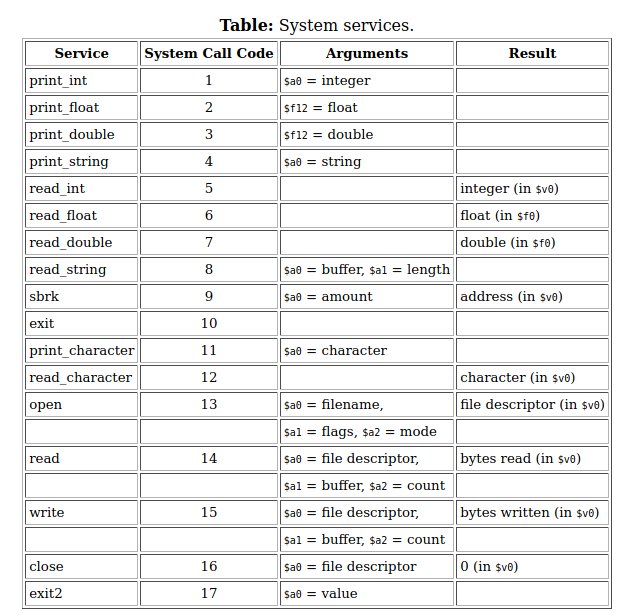 Table: System services.
Service System Call Code Arguments Result
print_int 1 $a0 = integer
print_float 2 $f12 = float
print_double 3 $f12 = double
print_string 4 $a0 = string
read_int 5 integer (in $v0)
read_float 6 float (in $f0)
read_double 7 double (in $f0)
read_string 8 $a0 = buffer, $a1 = length
sbrk 9 $a0 = amount address (in $v0)
exit 10
print_character 11 $a0 = character
read_character 12 character (in $v0)
open 13 $a0 = filename, file descriptor (in $v0)
$a1 = flags, $a2 = mode
read 14 $a0 = file descriptor, bytes read (in $v0)
$a1 = buffer, $a2 = count
write 15 $a0 = file descriptor, bytes written (in $v0)
$a1 = buffer, $a2 = count
close 16 $a0 = file descriptor 0 (in $v0)
exit2 17 $a0 = value